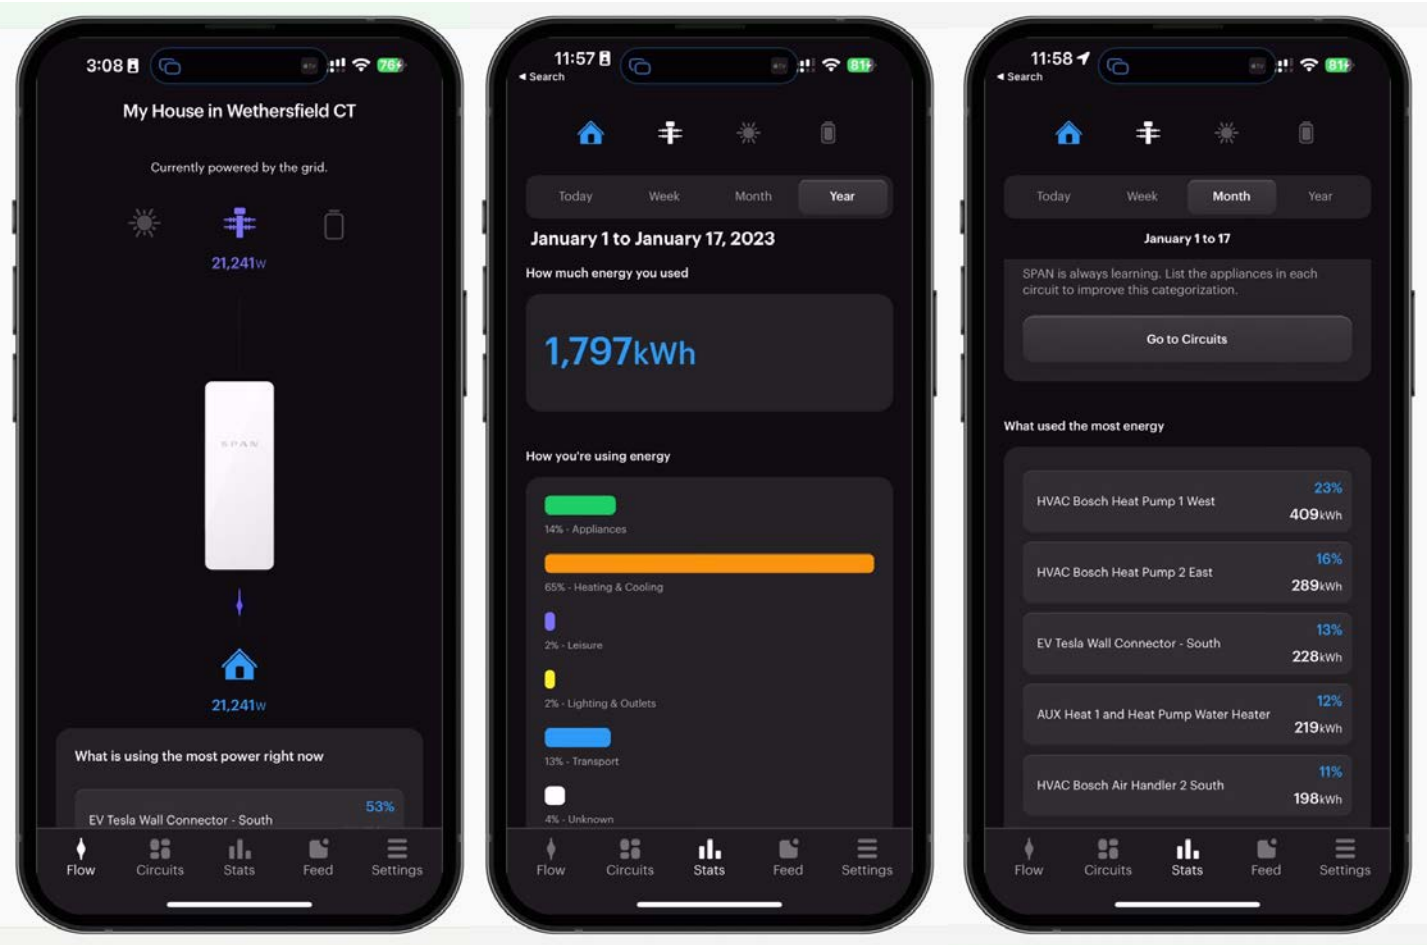 3:08
76
My House in Wethersfield CT
Currently powered by the grid.
21,241w
SPAN
21,241w
What is using the most power right now
53%
EV Tesla Wall Connector - South
Flow
Circuits
Stats
Feed
Settings
11:57
81
Search
Today
Week
Month
Year
January 1 to January 17, 2023
How much energy you used
1,797kWh
How you're using energy
14% - Appliances
65% - Heating & Cooling
2% - Leisure
2% - Lighting & Outlets
13% - Transport
4% - Unknown
Flow
Circuits
Stats
Feed
Settings
11:58
81
Search
Today
Week
Month
Year
January 1 to 17
SPAN is always learning. List the appliances in each
circuit to improve this categorization.
Go to Circuits
What used the most energy
23%
HVAC Bosch Heat Pump 1 West
409kWh
16%
HVAC Bosch Heat Pump 2 East
289kWh
13%
EV Tesla Wall Connector - South
228kWh
12%
AUX Heat 1 and Heat Pump Water Heater
219kWh
11%
HVAC Bosch Air Handler 2 South
198kWh
Flow
Circuits
Stats
Feed
Settings